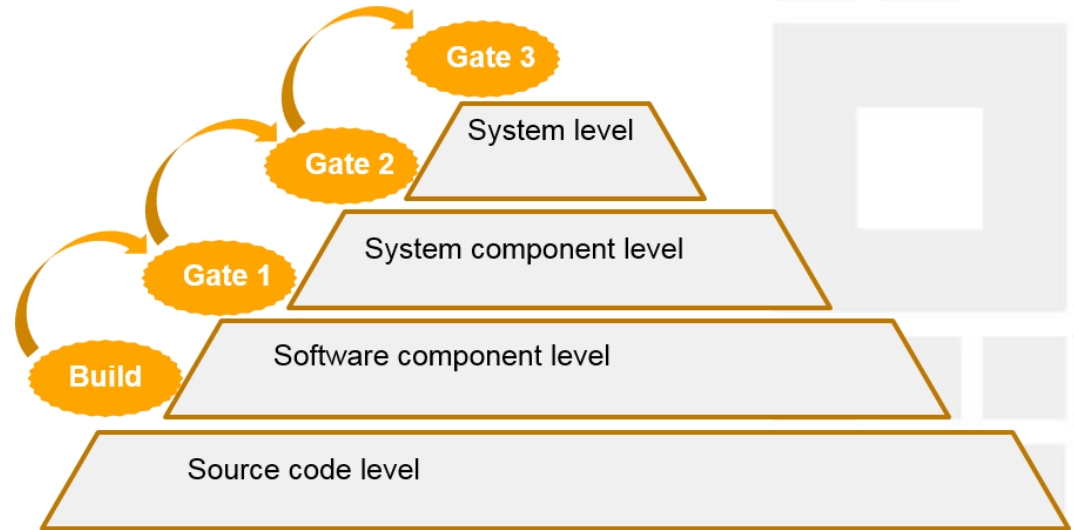 Gate 3
System level
Gate 2
System component level
Gate 1
Software component level
Build
Source code level